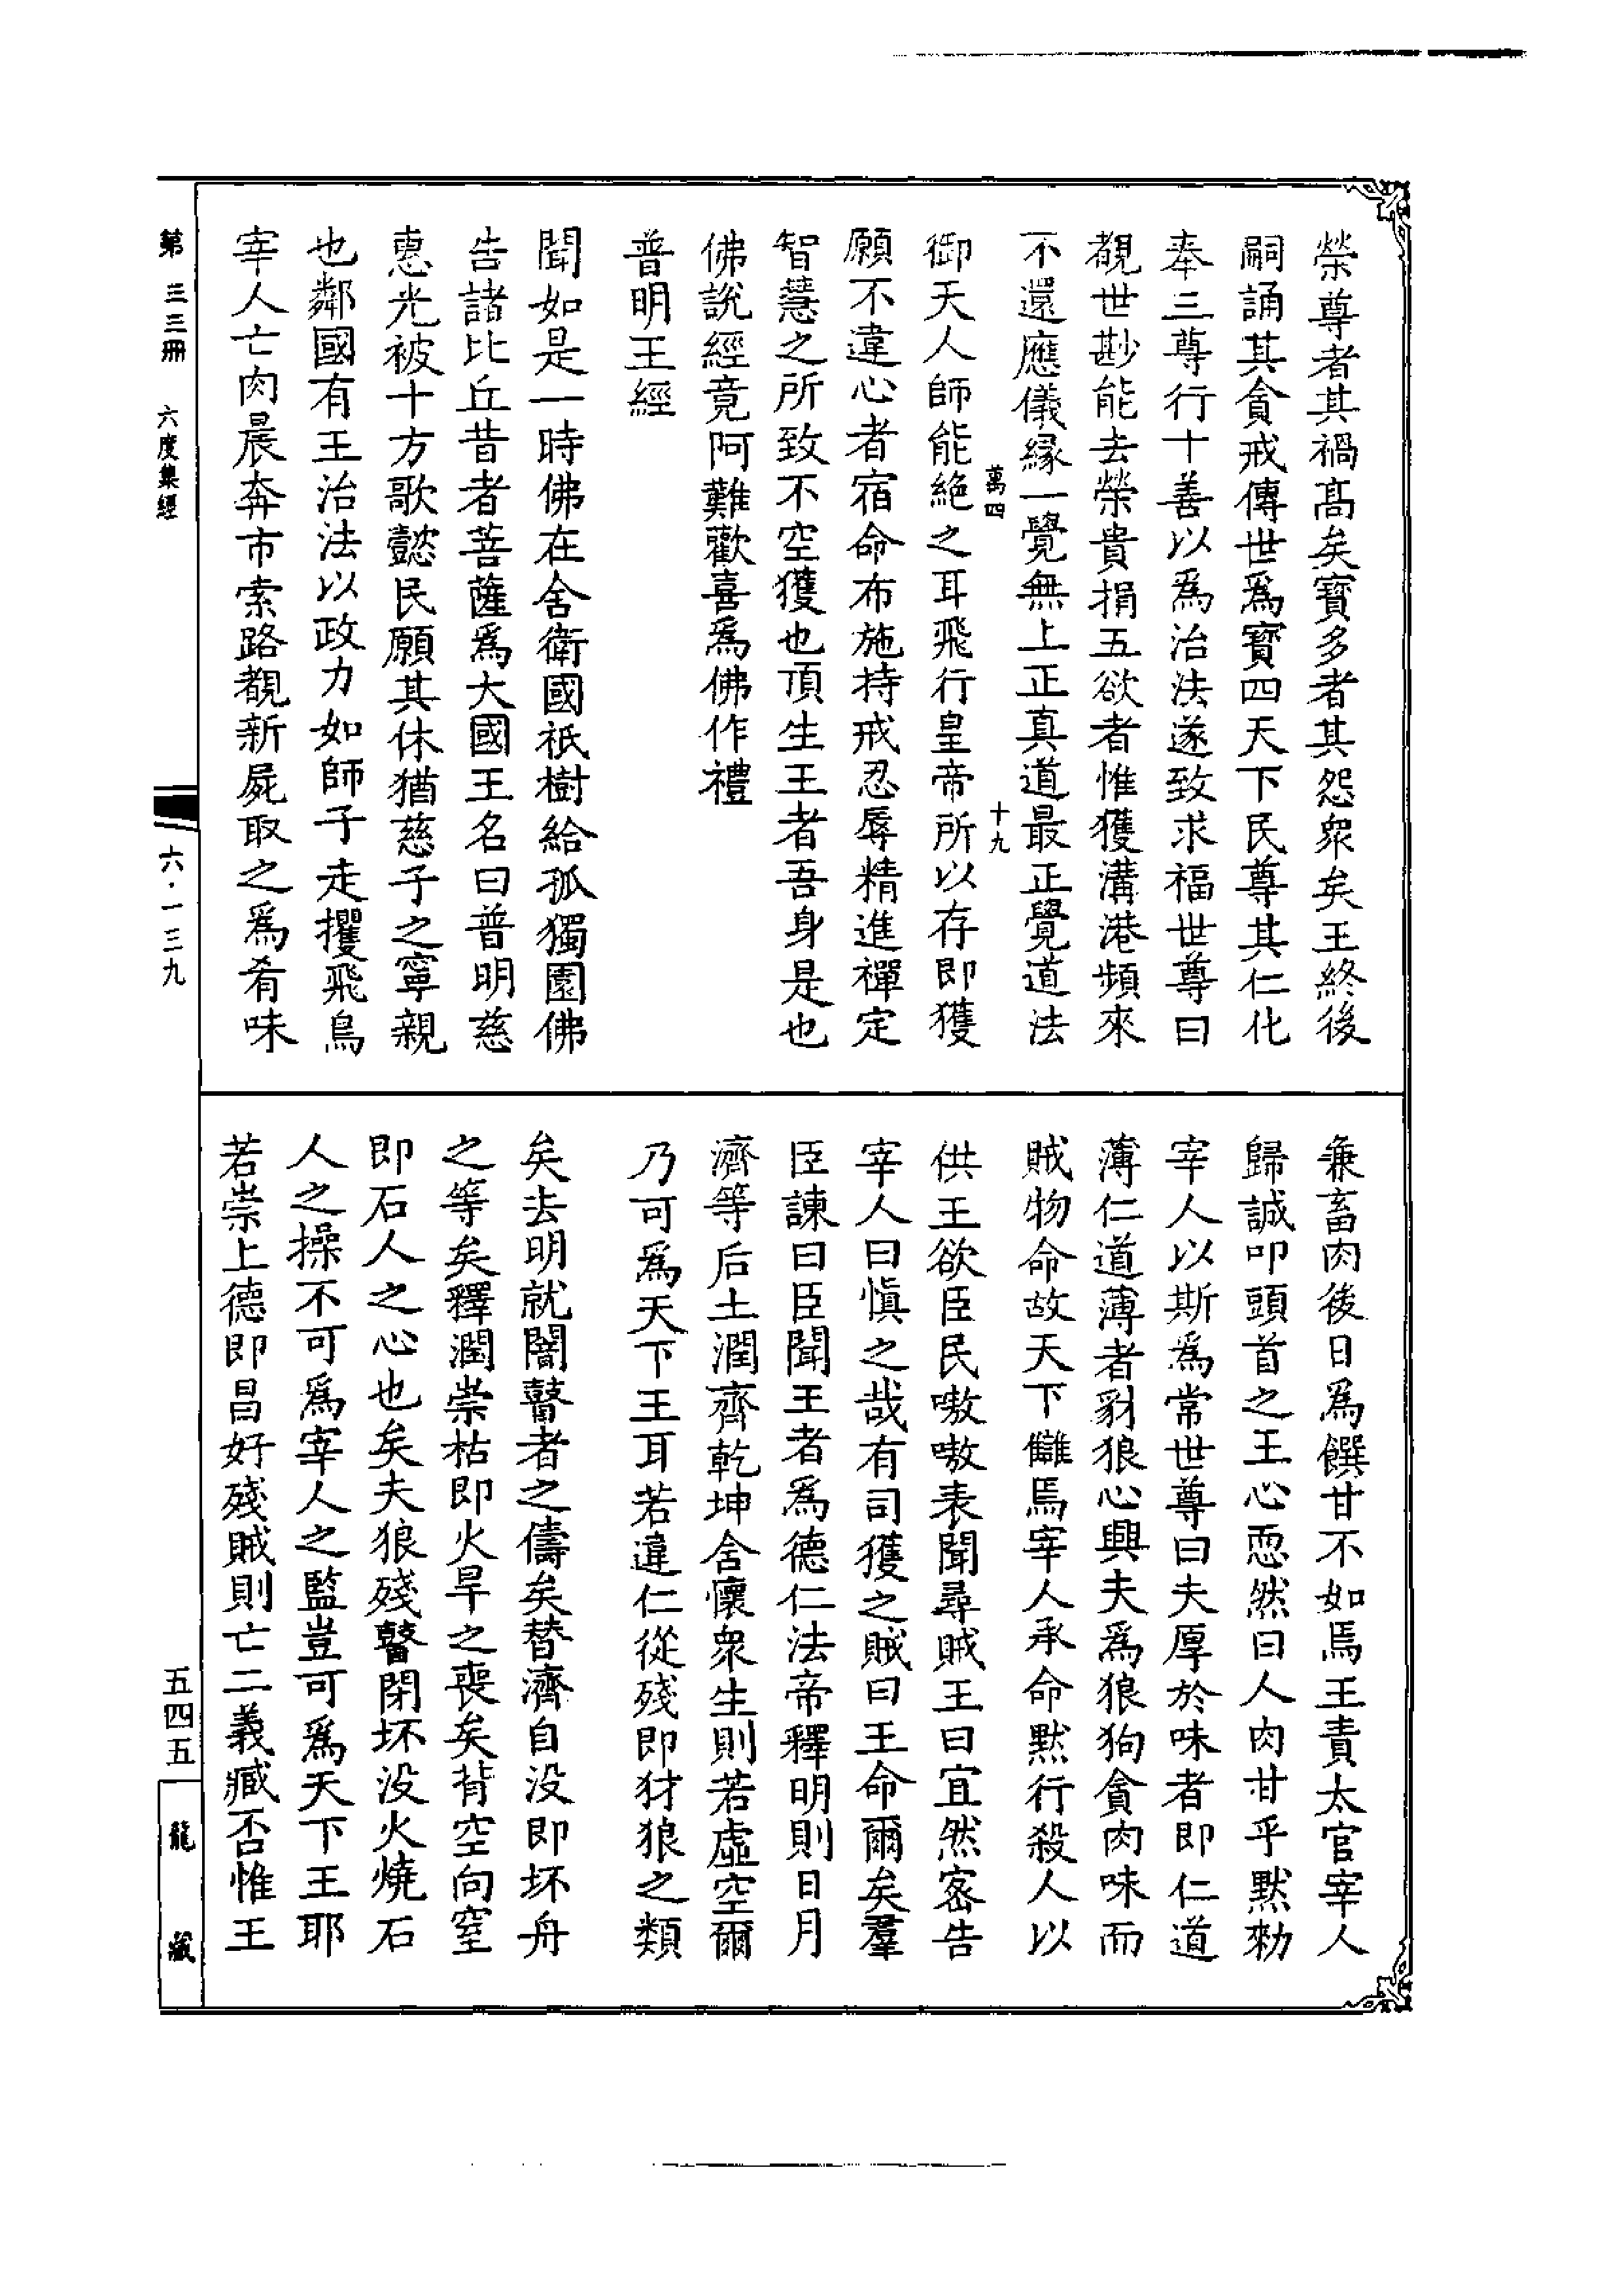 榮尊者其禍髙矣寳多者其怨衆矣王終後
嗣誦其貪戒傳世爲寳四天下民尊其仁化
奉三尊行十善以爲治法遂致求福世尊曰
覩世尠能去榮貴捐五欲者惟獲溝港頻來
不還應儀縁一覺無上正真道最正覺道法
萬四 十九
御天人師能絶之耳飛行皇帝所以存即獲
願不違心者宿命布施持戒忍辱精進禪定
智慧之所致不空獲也頂生王者吾身是也
佛說經竟阿難歡喜爲佛作禮
普明王經
聞如是一時佛在舍衛國祇樹給孤獨園佛
告諸比丘昔者菩薩爲大國王名曰普明慈
惠光被十方歌懿民願其休猶慈子之寧親
也鄰國有王治法以政力如師子走攫飛鳥
宰人亡肉晨奔市索路覩新屍取之爲肴味
兼畜肉後日爲饌甘不如焉王責太官宰人
歸誠叩頭首之王心恧然曰人肉甘乎默勑
宰人以斯爲常世尊曰夫厚於味者即仁道
薄仁道薄者豺狼心興夫爲狼狗貪肉味而
賊物命故天下讎焉宰人承命默行殺人以
供王欲臣民嗷嗷表聞尋賊王曰宜然密告
宰人曰愼之哉有司獲之賊曰王命爾矣羣
臣諫曰臣聞王者爲德仁法帝釋明則日月
濟等后土潤齊乾坤含懷衆生則若虛空爾
乃可爲天下王耳若違仁從殘即豺狼之類
矣去明就闇瞽者之儔矣替濟自没即坏舟
之等矣釋潤崇枯即火旱之喪矣背空向窒
即石人之心也矣夫狼殘瞽閉坏没火燒石
人之操不可爲宰人之監豈可爲天下王耶
若崇上德即昌好殘賊則亡二義臧否惟王
第三三冊 六度集經
六·一三九
五四五
龍藏